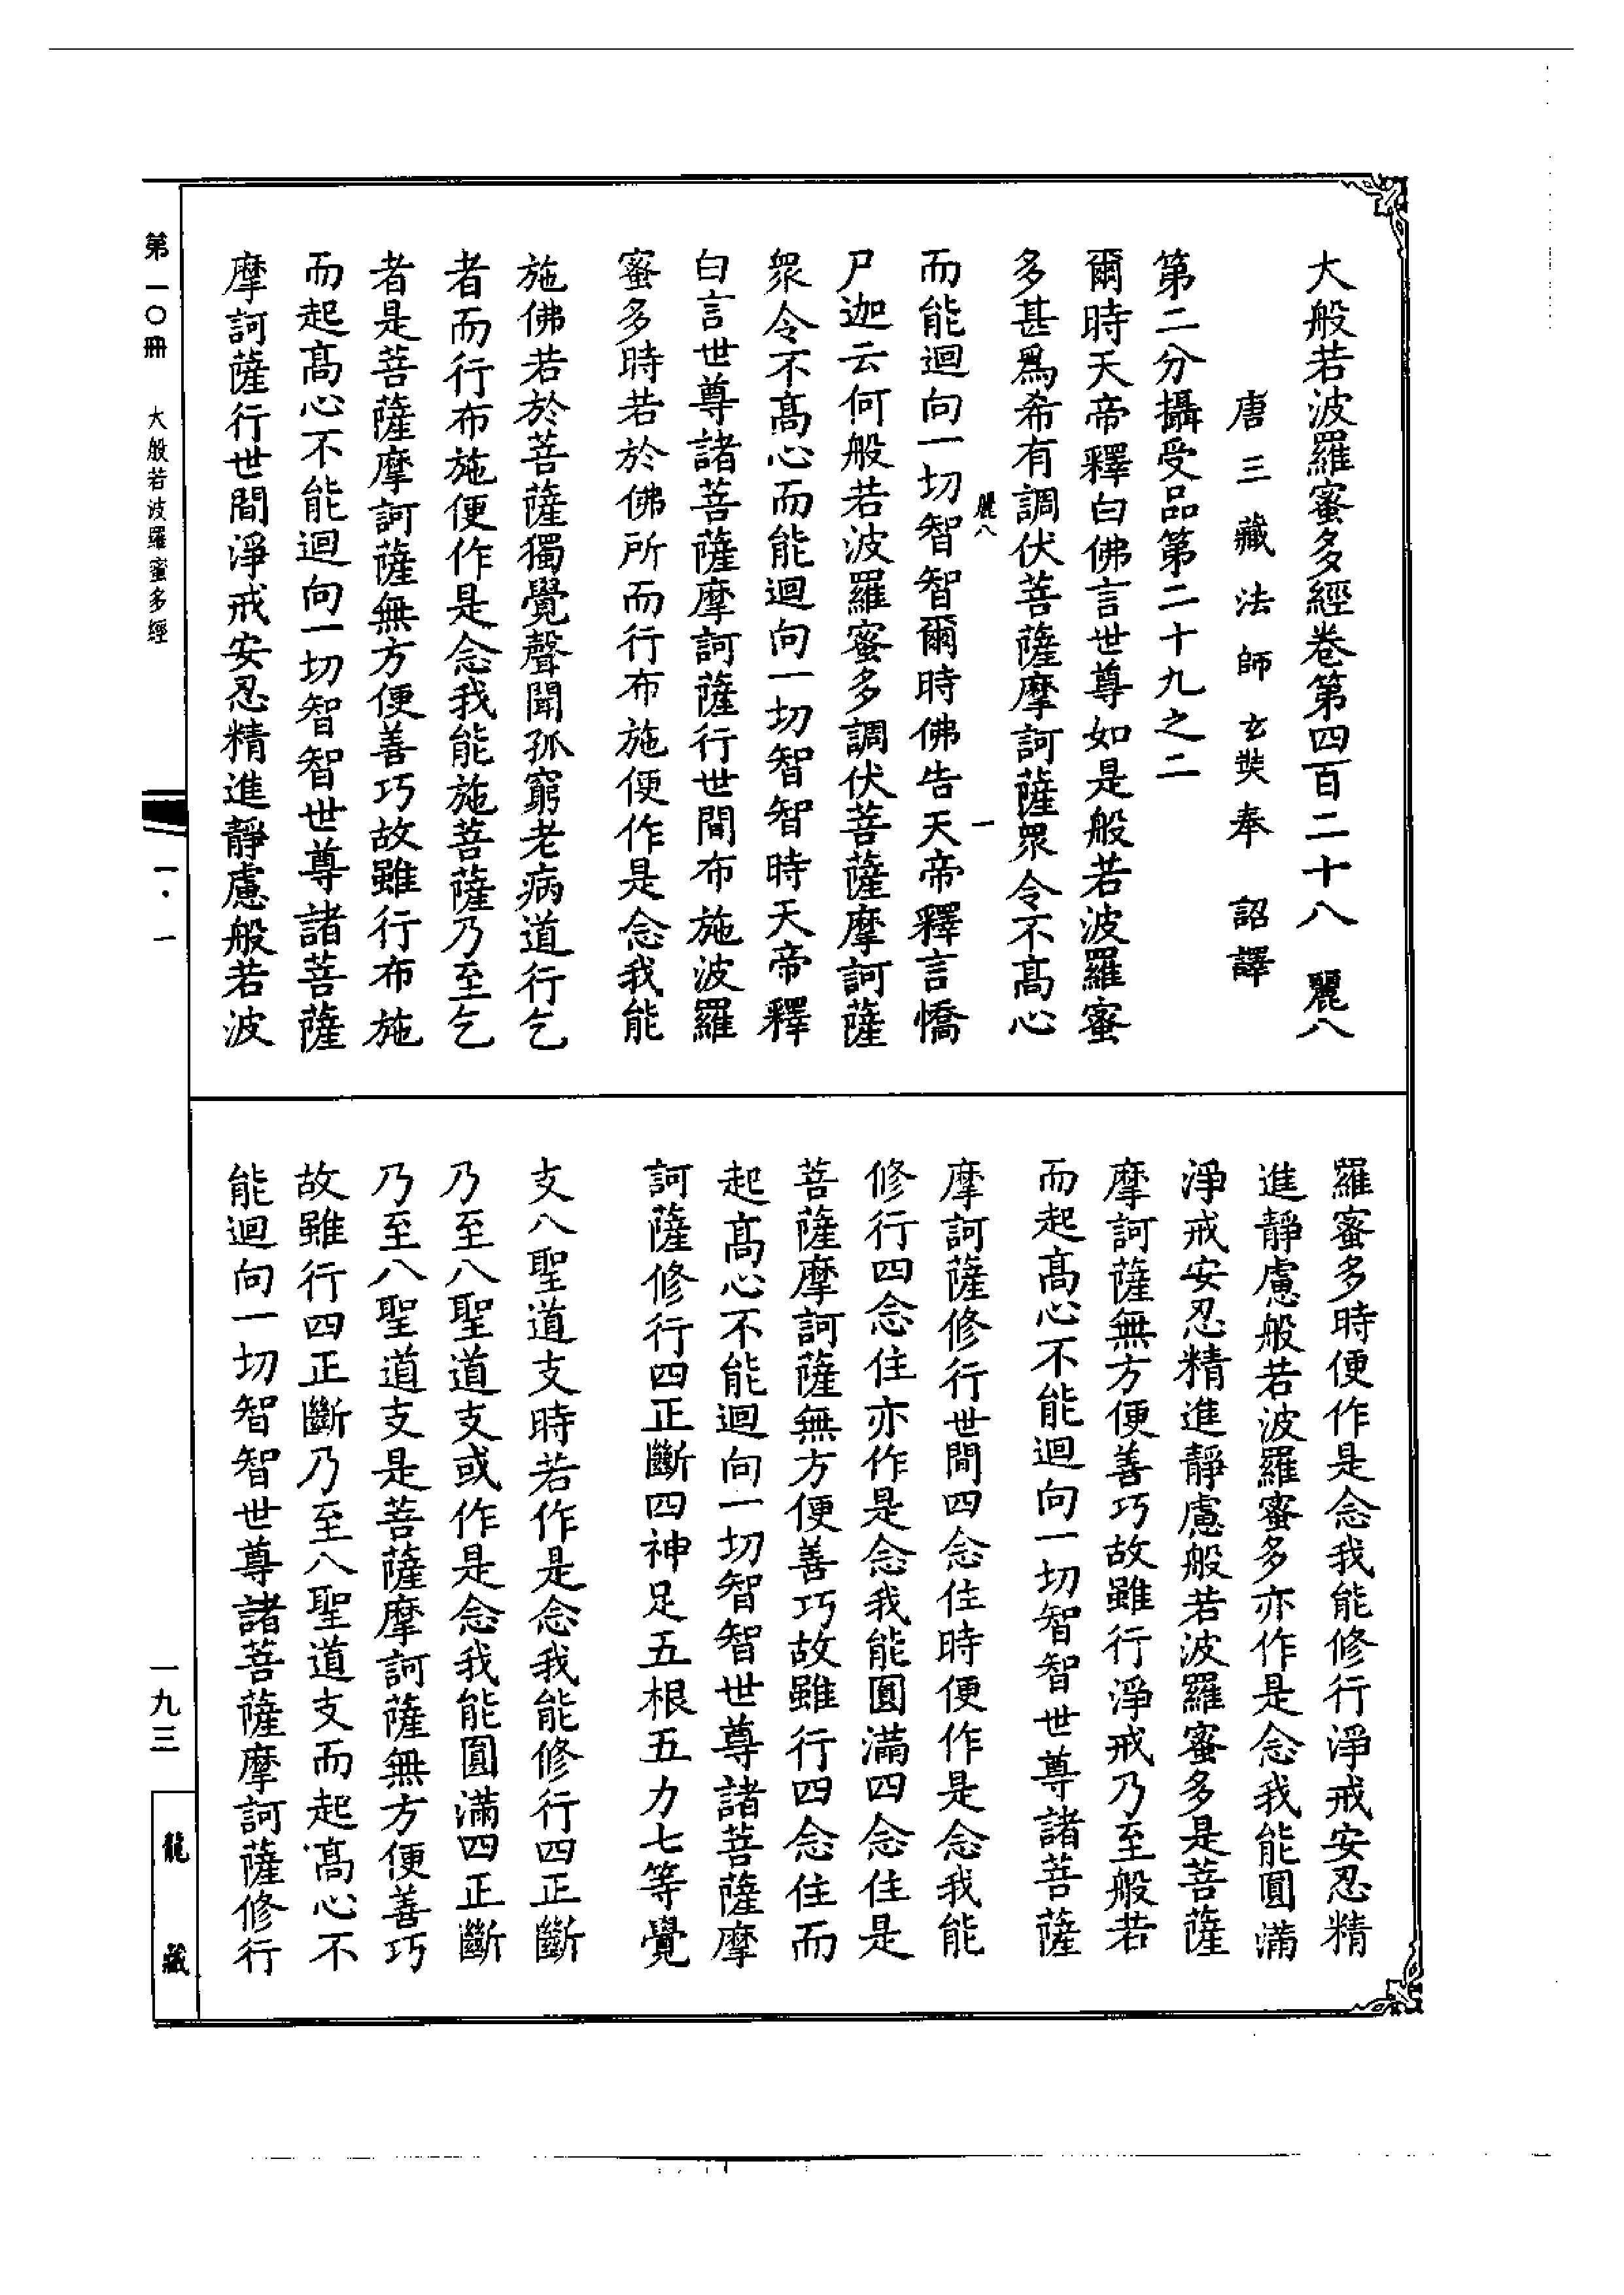 大般若波羅蜜多經卷第四百二十八 麗八
唐三藏法師玄奘奉 詔譯
第二分攝受品第二十九之二
爾時天帝釋白佛言世尊如是般若波羅蜜
多甚爲希有調伏菩薩摩訶薩眾令不髙心
麗八 一
而能迴向一切智智爾時佛告天帝釋言憍
尸迦云何般若波羅蜜多調伏菩薩摩訶薩
眾令不髙心而能迴向一切智智時天帝釋
白言世尊諸菩薩摩訶薩行世間布施波羅
蜜多時若於佛所而行布施便作是念我能
施佛若於菩薩獨覺聲聞孤窮老病道行乞
者而行布施便作是念我能施菩薩乃至乞
者是菩薩摩訶薩無方便善巧故雖行布施
而起髙心不能迴向一切智智世尊諸菩薩
摩訶薩行世間淨戒安忍精進靜慮般若波
羅蜜多時便作是念我能修行淨戒安忍精
進靜慮般若波羅蜜多亦作是念我能圓滿
淨戒安忍精進靜慮般若波羅蜜多是菩薩
摩訶薩無方便善巧故雖行淨戒乃至般若
而起髙心不能迴向一切智智世尊諸菩薩
摩訶薩修行世間四念住時便作是念我能
修行四念住亦作是念我能圓滿四念住是
菩薩摩訶薩無方便善巧故雖行四念住而
起髙心不能迴向一切智智世尊諸菩薩摩
訶薩修行四正斷四神足五根五力七等覺
支八聖道支時若作是念我能修行四正斷
乃至八聖道支或作是念我能圓滿四正斷
乃至八聖道支是菩薩摩訶薩無方便善巧
故雖行四正斷乃至八聖道支而起髙心不
能迴向一切智智世尊諸菩薩摩訶薩修行
第一〇冊 大般若波羅蜜多經
一·一
一九三
龍藏